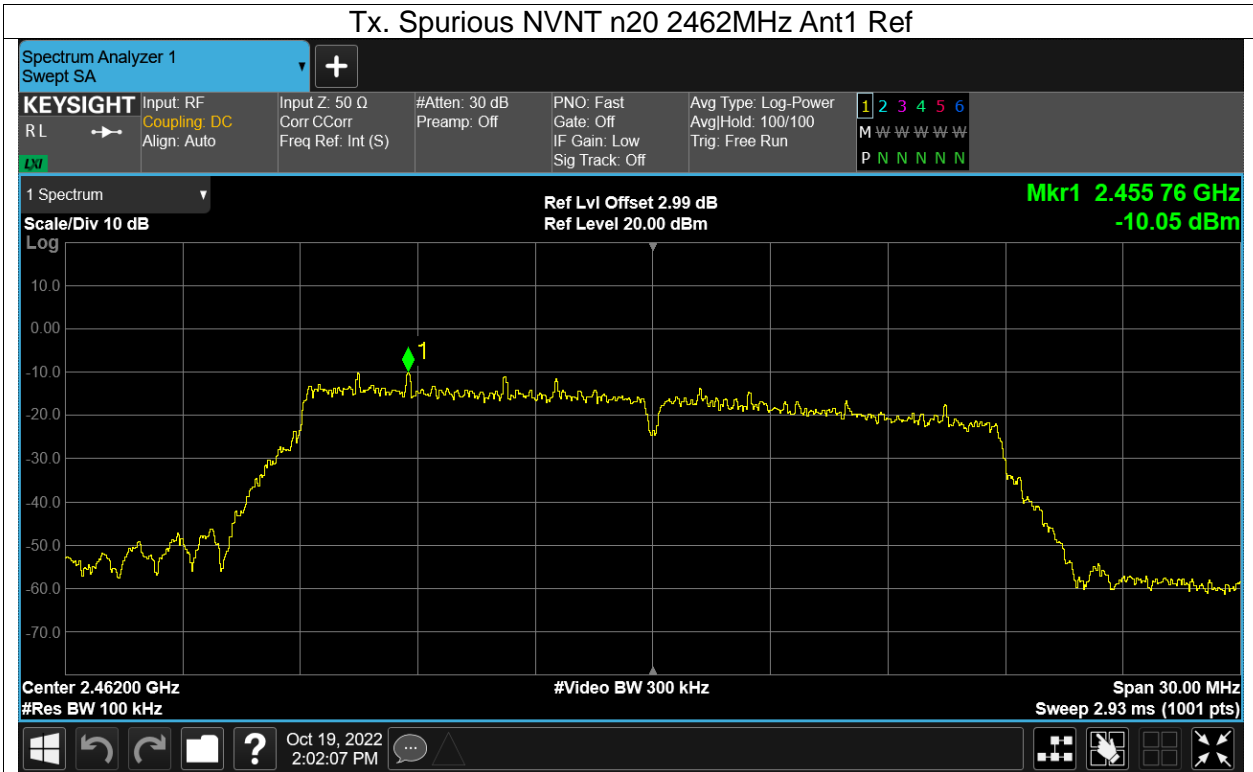 Tx. Spurious NVNT n20 2462MHz Ant1 Ref
Spectrum Analyzer 1
Swept SA
KEYSIGHT
RL
LXI
Input: RF
Coupling: DC
Align: Auto
Input Z: 50 Ω
Corr CCorr
Freq Ref: Int (S)
#Atten: 30 dB
Preamp: Off
PNO: Fast
Gate: Off
IF Gain: Low
Sig Track: Off
Avg Type: Log-Power
Avg|Hold: 100/100
Trig: Free Run
1 2 3 4 5 6
M W W W W W
P N N N N N
1 Spectrum
Scale/Div 10 dB
Log
Ref Lvl Offset 2.99 dB
Ref Level 20.00 dBm
Mkr1 2.455 76 GHz
-10.05 dBm
10.0
0.00
-10.0
-20.0
-30.0
-40.0
-50.0
-60.0
-70.0
1
Center 2.46200 GHz
#Res BW 100 kHz
#Video BW 300 kHz
Span 30.00 MHz
Sweep 2.93 ms (1001 pts)
?
Oct 19, 2022
2:02:07 PM